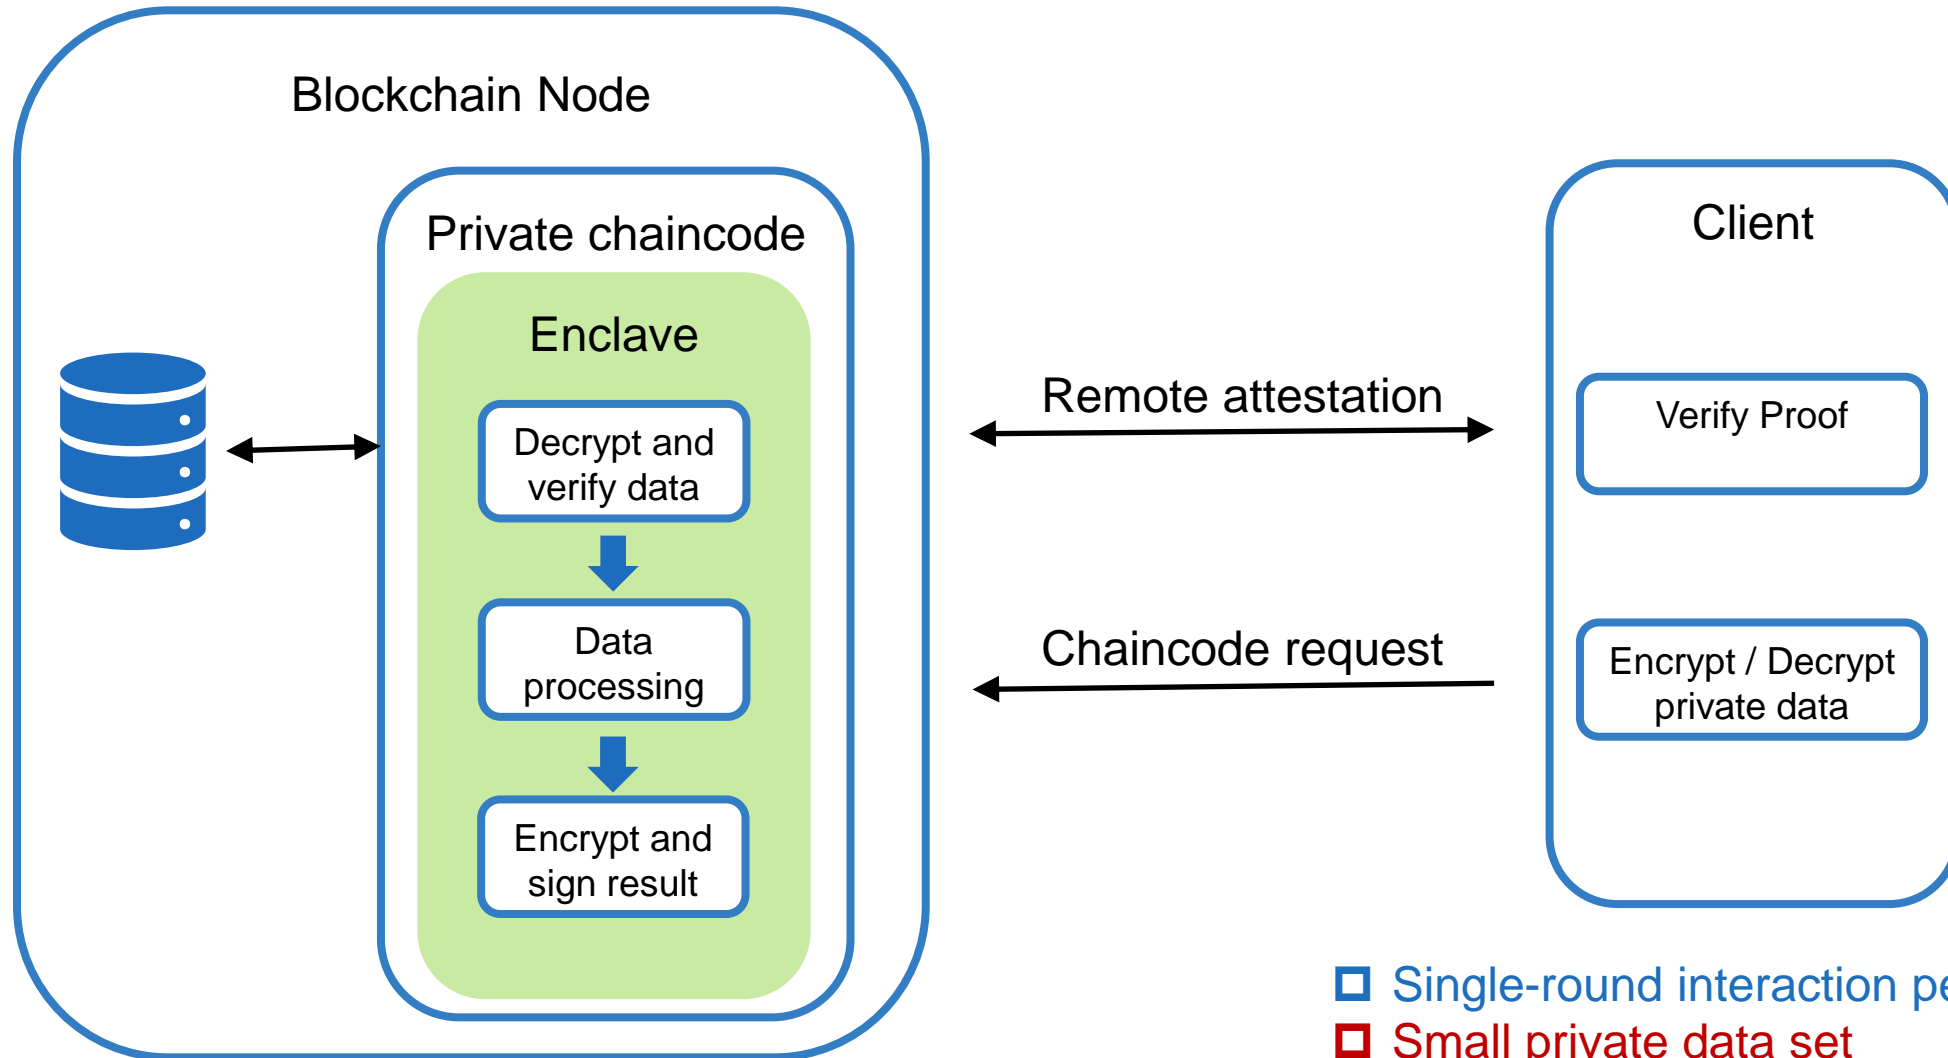 Blockchain Node
Private chaincode
Enclave
Decrypt and
verify data
Data
processing
Encrypt and
sign result
Remote attestation
Chaincode request
Client
Verify Proof
Encrypt / Decrypt
private data
Single-round interaction
Small private data set